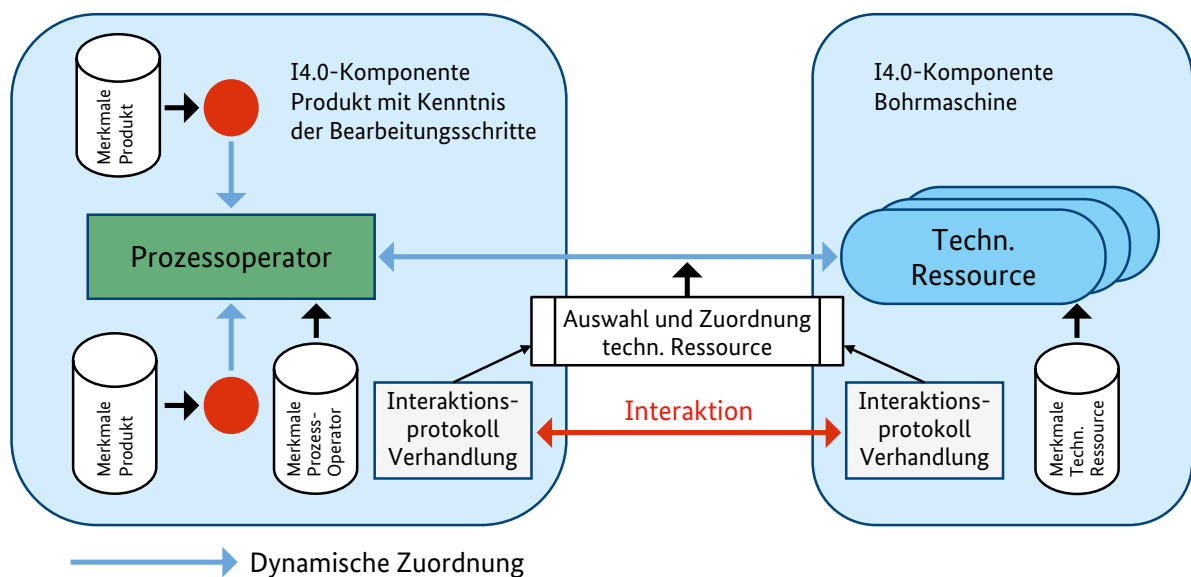 Merkmale
Produkt
I4.0-Komponente
Produkt mit Kenntnis
der Bearbeitungsschritte
I4.0-Komponente
Bohrmaschine
Prozessoperator
Techn.
Ressource
Auswahl und Zuordnung
techn. Ressource
Merkmale
Produkt
Merkmale
Prozess-
Operator
Interaktions-
protokoll
Verhandlung
Interaktion
Interaktions-
protokoll
Verhandlung
Merkmale
Techn.
Ressource
Dynamische Zuordnung